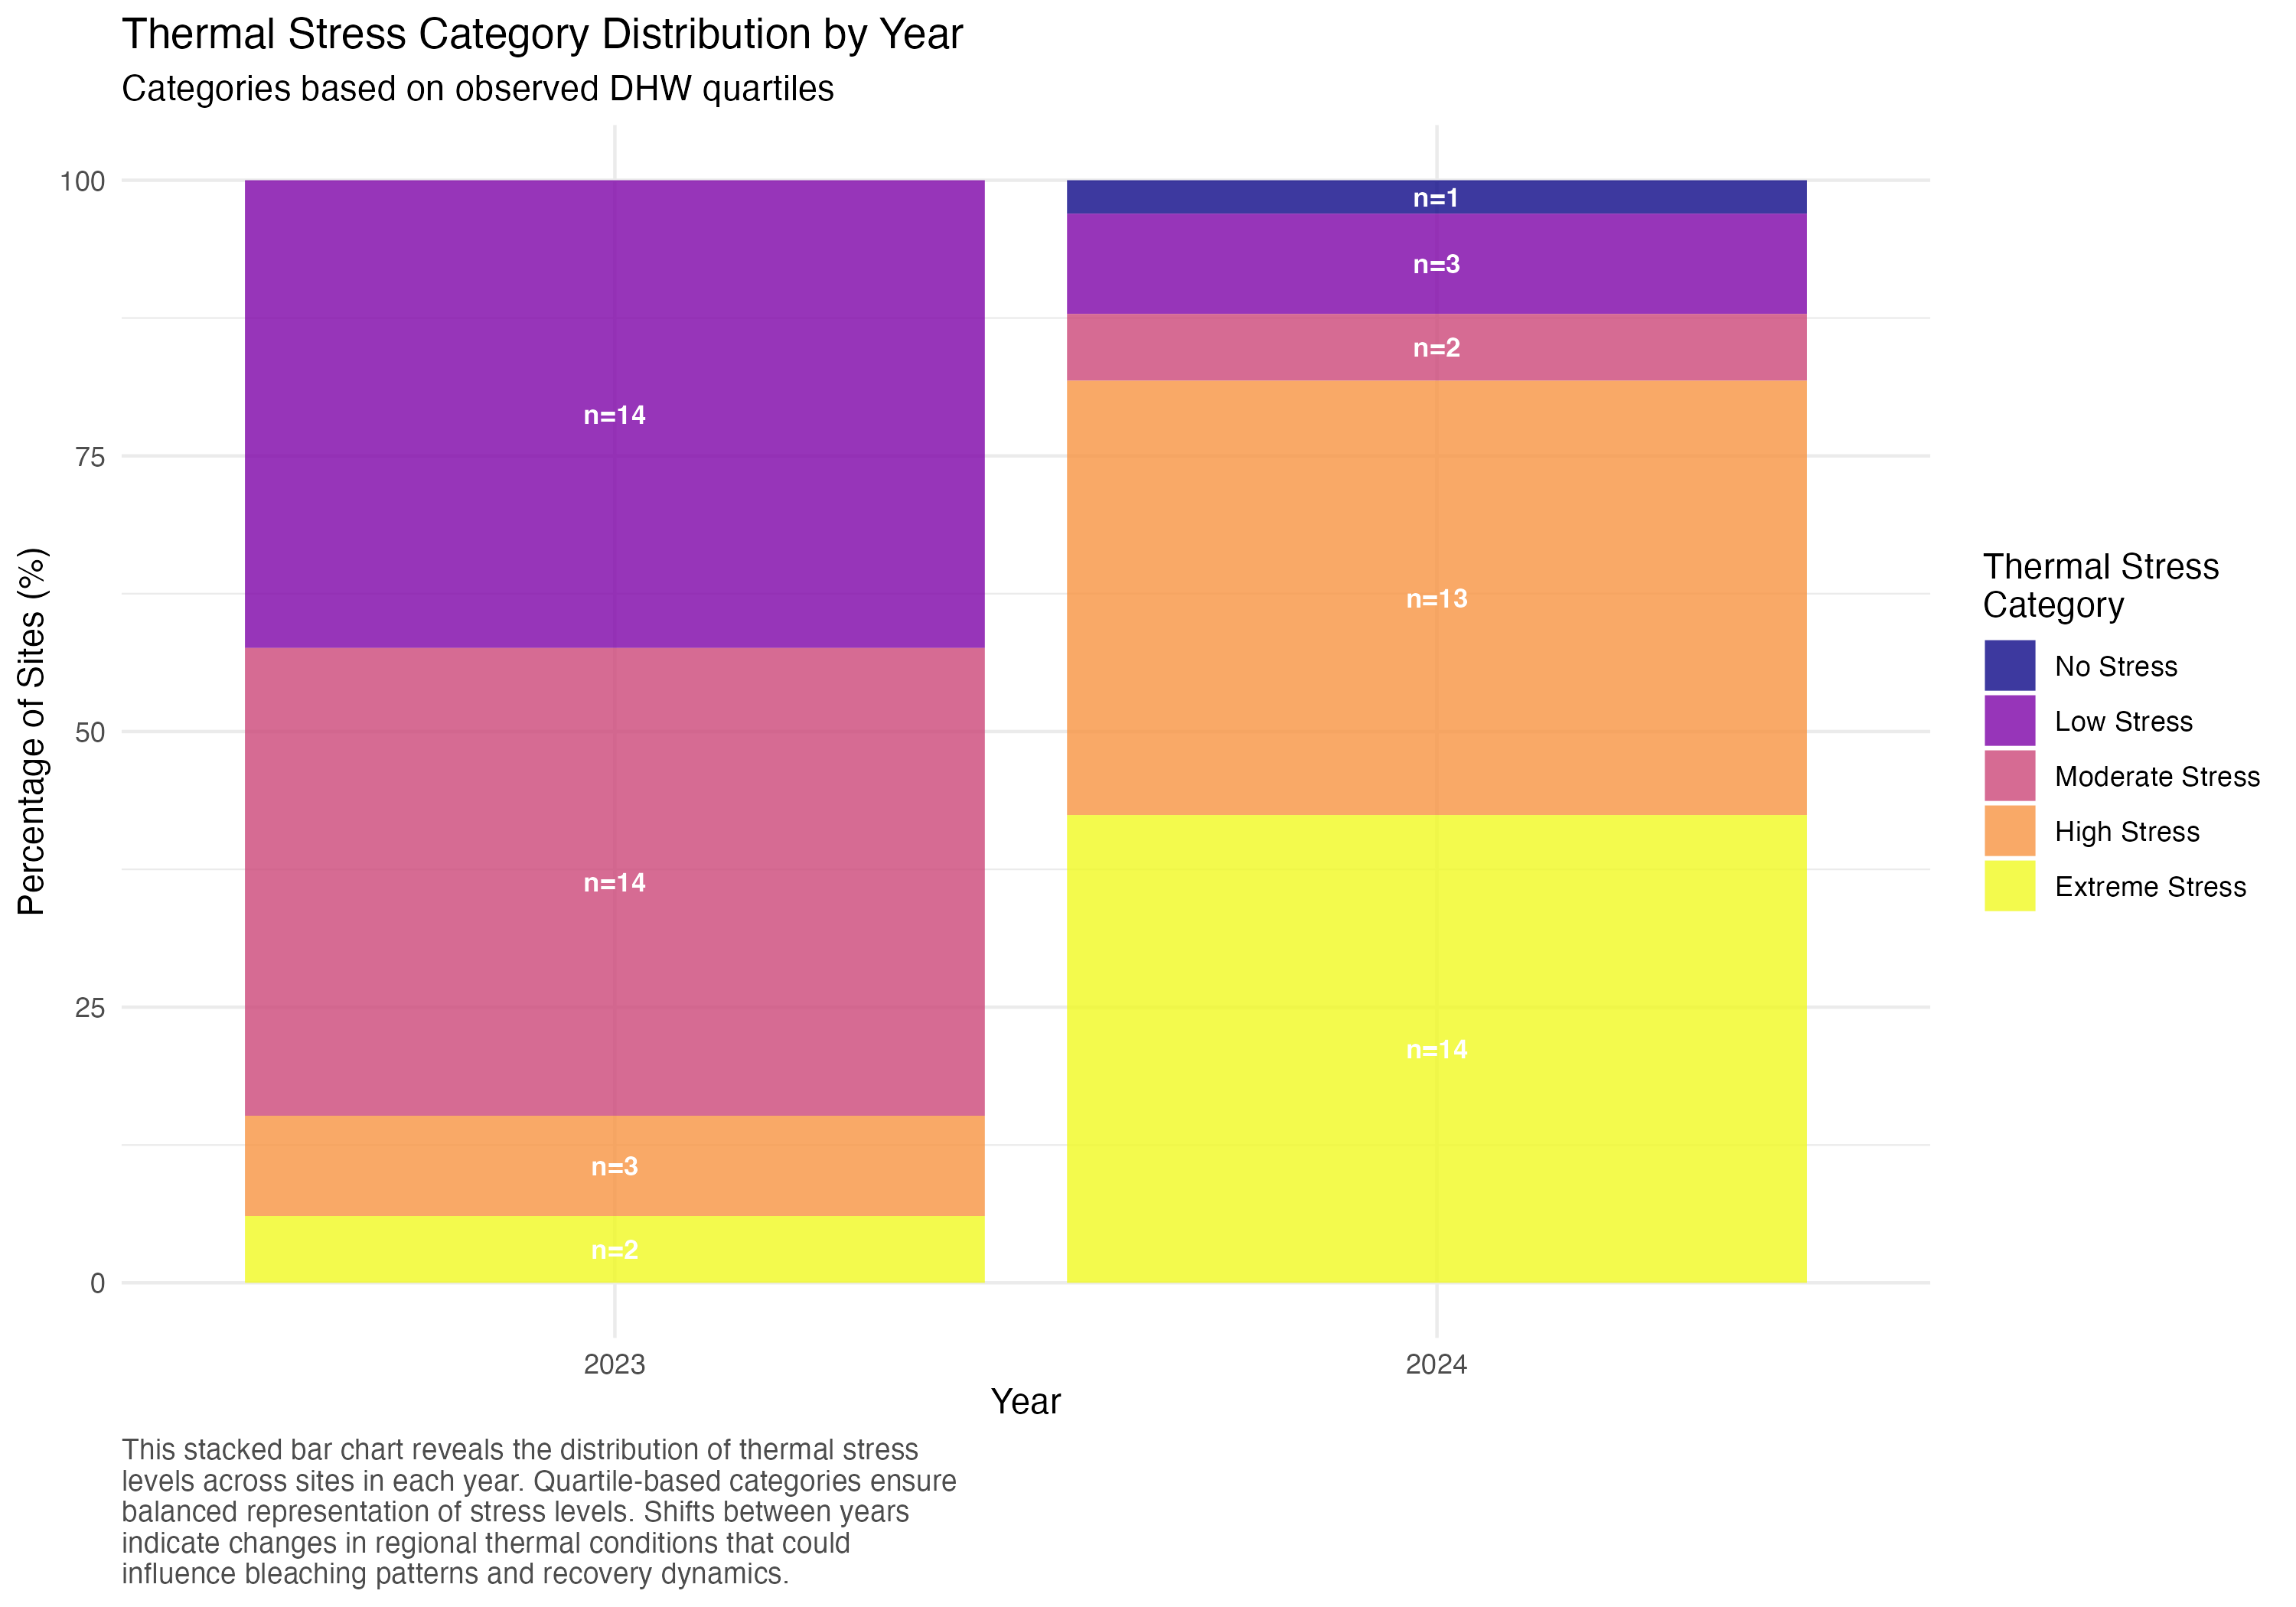 Thermal Stress Category Distribution by Year
Categories based on observed DHW quartiles
Percentage of Sites (%)
100
75
50
25
0
n=14
n=14
n=3
n=2
n=1
n=3
n=2
n=13
n=14
2023
2024
Year
Thermal Stress
Category
No Stress
Low Stress
Moderate Stress
High Stress
Extreme Stress
This stacked bar chart reveals the distribution of thermal stress
levels across sites in each year. Quartile-based categories ensure
balanced representation of stress levels. Shifts between years
indicate changes in regional thermal conditions that could
influence bleaching patterns and recovery dynamics.